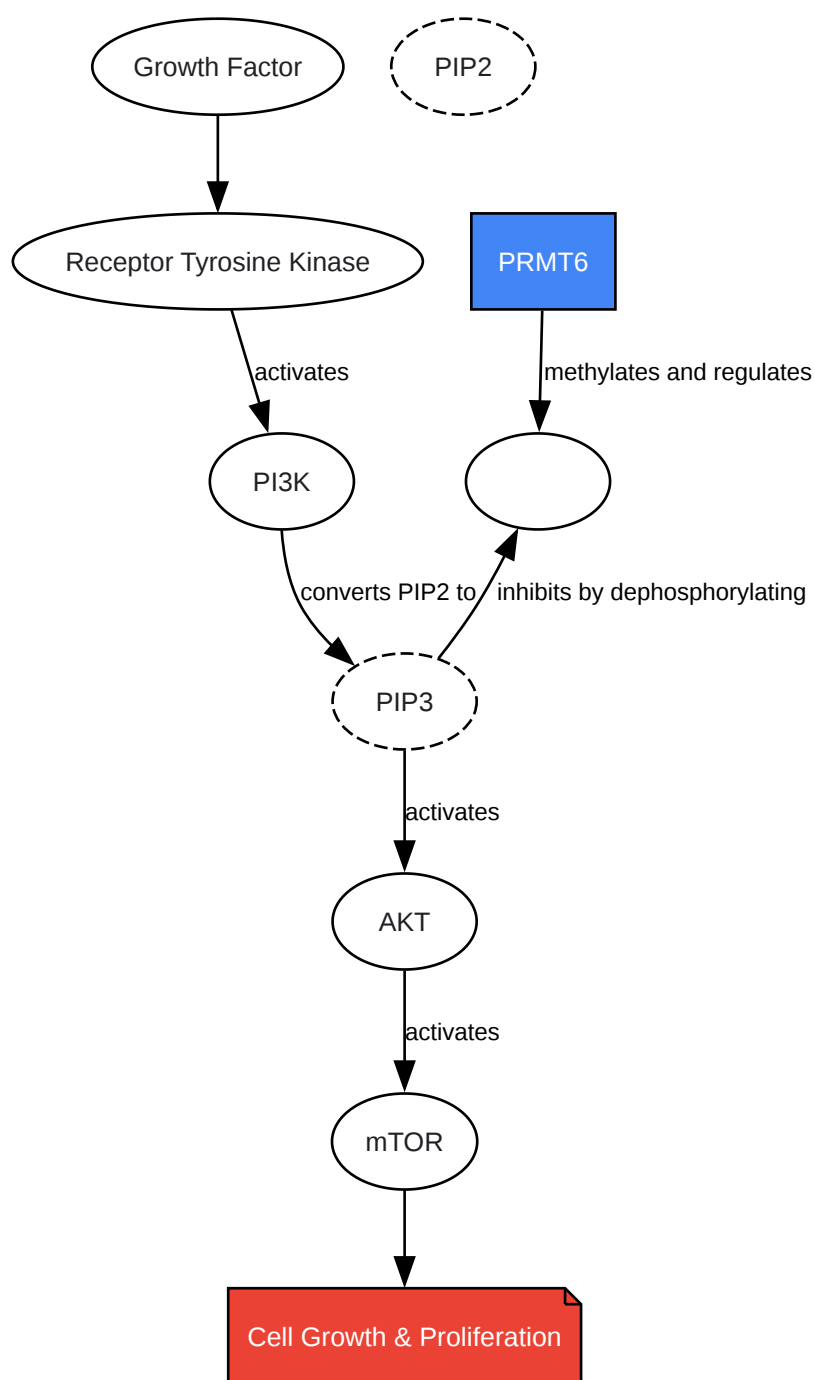 Growth Factor
PIP2
Receptor Tyrosine Kinase
PRMT6
activates
methylates and regulates
PI3K
converts PIP2 to
inhibits by dephosphorylating
PIP3
activates
AKT
activates
mTOR
Cell Growth & Proliferation